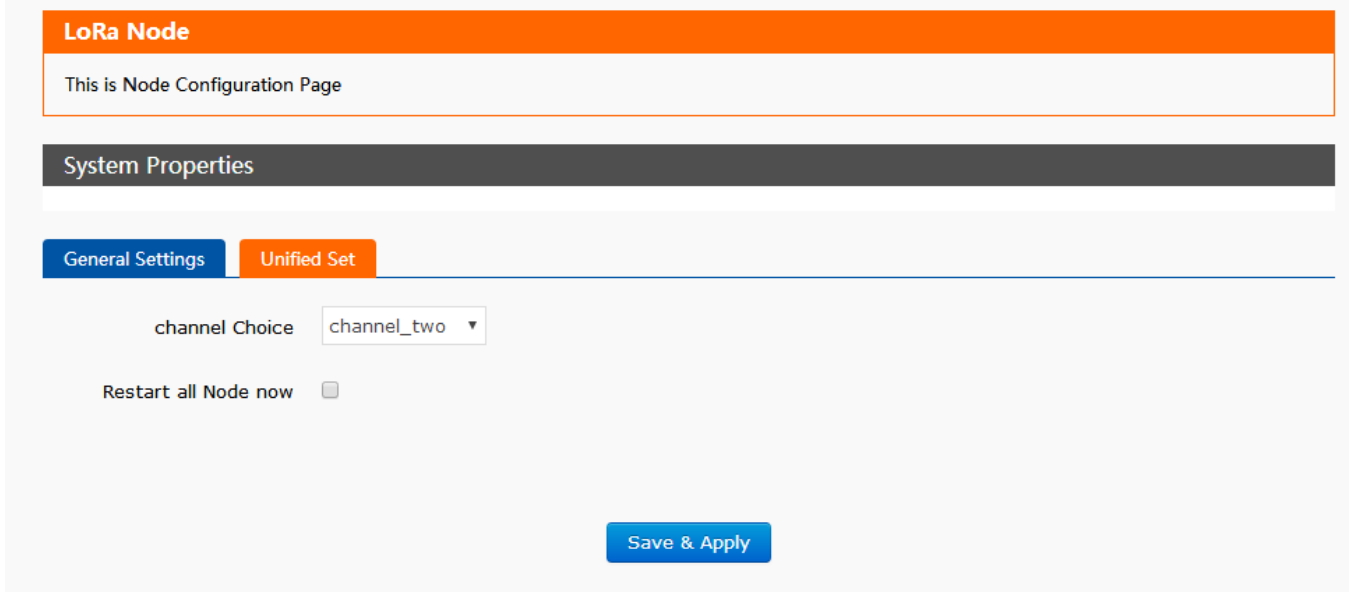 LoRa Node
This is Node Configuration Page
System Properties
General Settings Unified Set
channel Choice channel_two
Restart all Node now
Save & Apply